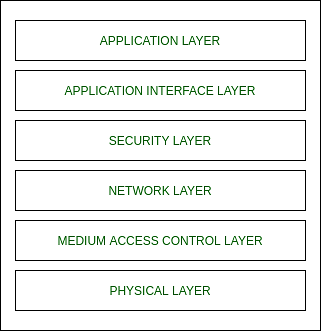 APPLICATION LAYER
APPLICATION INTERFACE LAYER
SECURITY LAYER
NETWORK LAYER
MEDIUM ACCESS CONTROL LAYER
PHYSICAL LAYER